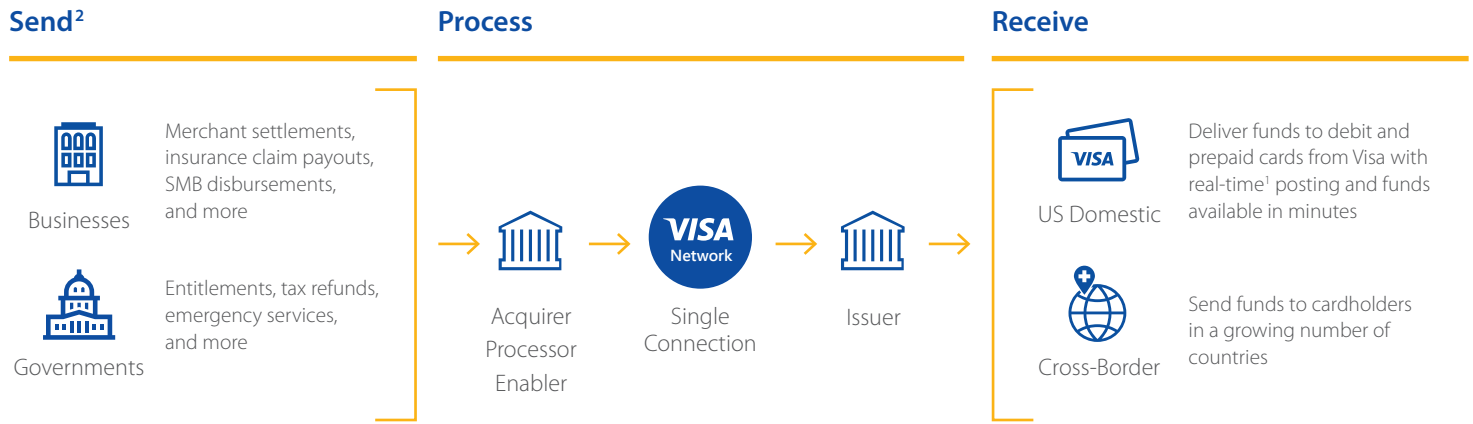 Send²
Businesses
Merchant settlements,
insurance claim payouts,
SMB disbursements,
and more
Governments
Entitlements, tax refunds,
emergency services,
and more
Process
Acquirer
Processor
Enabler
VISA
Network
Single
Connection
Issuer
Receive
VISA
US Domestic
Deliver funds to debit and
prepaid cards from Visa with
real-time¹ posting and funds
available in minutes
Cross-Border
Send funds to cardholders
in a growing number of
countries